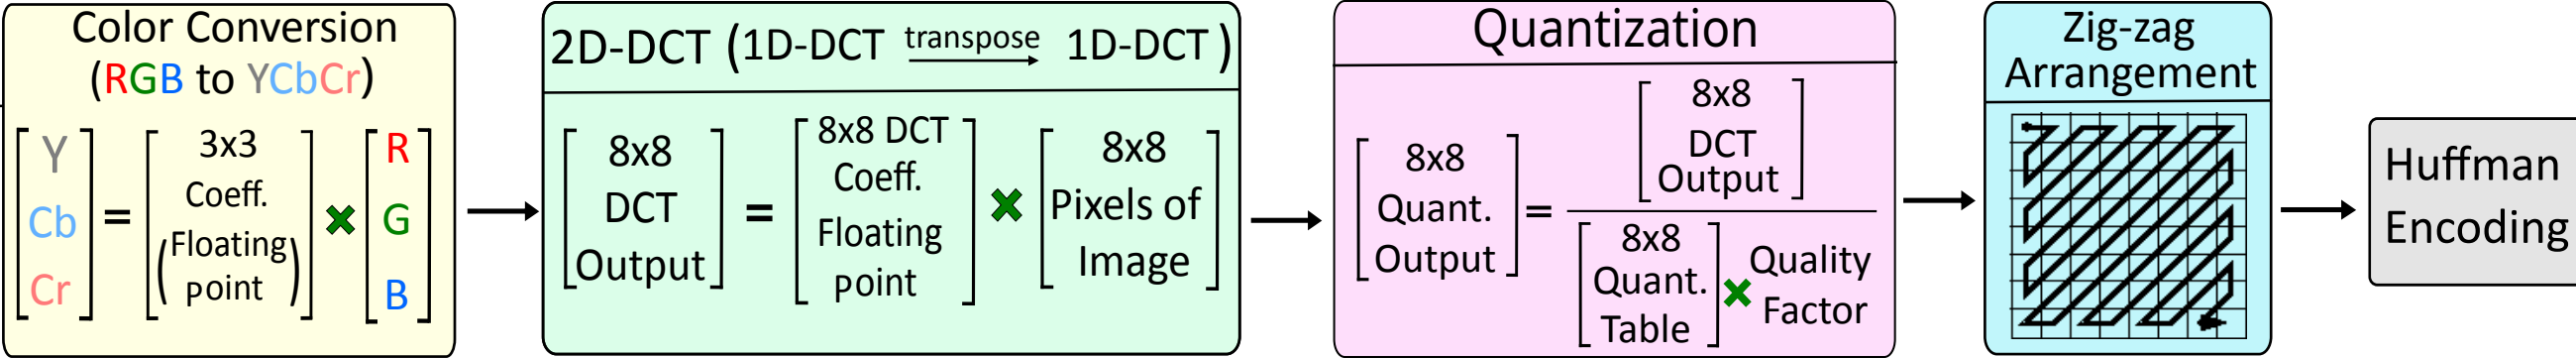 Color Conversion
(RGB to YCbCr)
Y
Cb
Cr
=
3x3
Coeff.
(Floating
point)
×
R
G
B
2D-DCT (1D-DCT transpose 1D-DCT)
8x8
DCT
Output
=
8x8 DCT
Coeff.
Floating
point
×
8x8
Pixels of
Image
Quantization
8x8
Quant.
Output
=
8x8
DCT
Output
8x8
Quant.
Table
×
Quality
Factor
Zig-zag
Arrangement
Huffman
Encoding